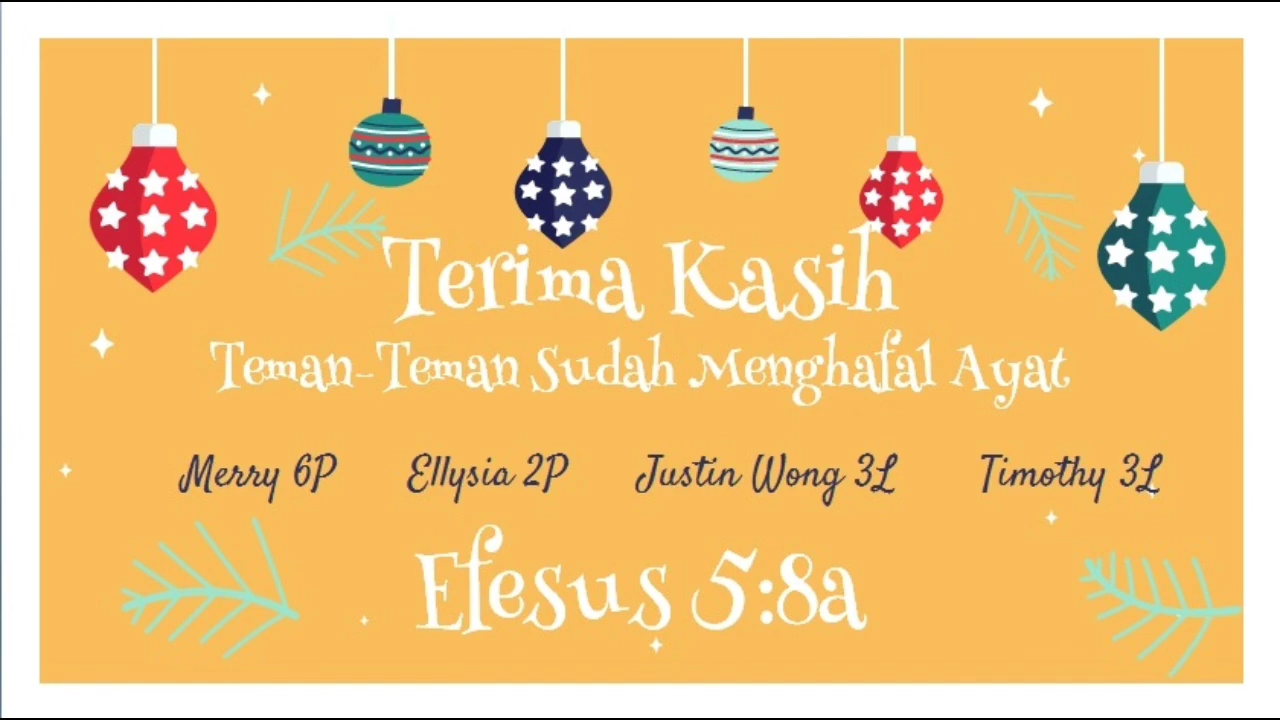 Terima Kasih
Teman-Teman Sudah Menghafal Ayat
Merry 6P Ellysia 2P Justin Wong 3L Timothy 3L
Efesus 5:8a